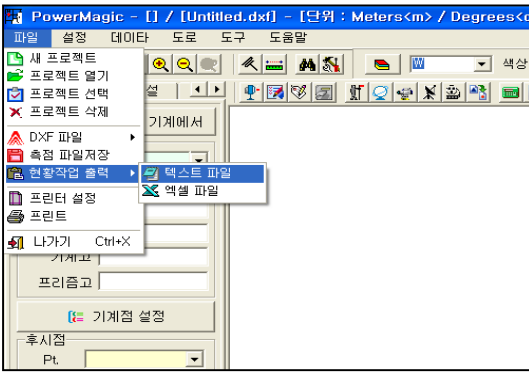 PowerMagic - [] / [Untitled.dxf] - [단위 : Meters<m> / Degrees<d
파일 설정 데이타 도로 도구 도움말
새 프로젝트
프로젝트 열기
프로젝트 선택
프로젝트 삭제
DXF 파일
측점 파일저장
현황작업 출력
프린터 설정
프린트
나가기 Ctrl+X
텍스트 파일
엑셀 파일
색상
기계에서
프리즘고
기계점 설정
후시점
Pt.